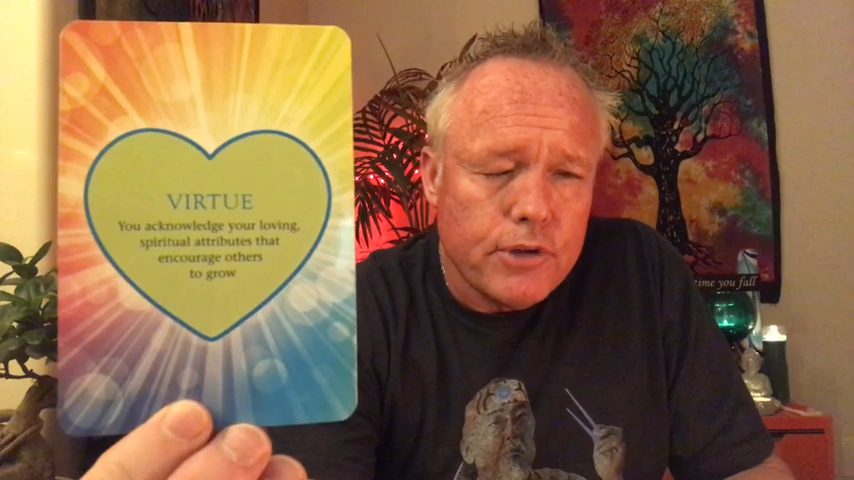 VIRTUE
You acknowledge your loving,
spiritual attributes that
encourage others
to grow
time you fall